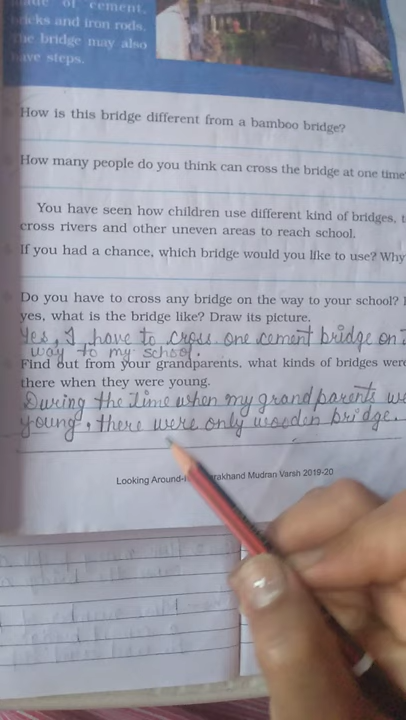 made of cement,
bricks and iron rods.
The bridge may also
have steps.
How is this bridge different from a bamboo bridge?
How many people do you think can cross the bridge at one time
You have seen how children use different kind of bridges, t
cross rivers and other uneven areas to reach school.
If you had a chance, which bridge would you like to use? Why
Do you have to cross any bridge on the way to your school? I
yes, what is the bridge like? Draw its picture.
Yes, I have to cross one cement bridge on
way to my school.
Find out from your grandparents, what kinds of bridges were
there when they were young.
During the time when my grandparents we
young, there were only wooden bridge.
Looking Around- rakhand Mudran Varsh 2019-20